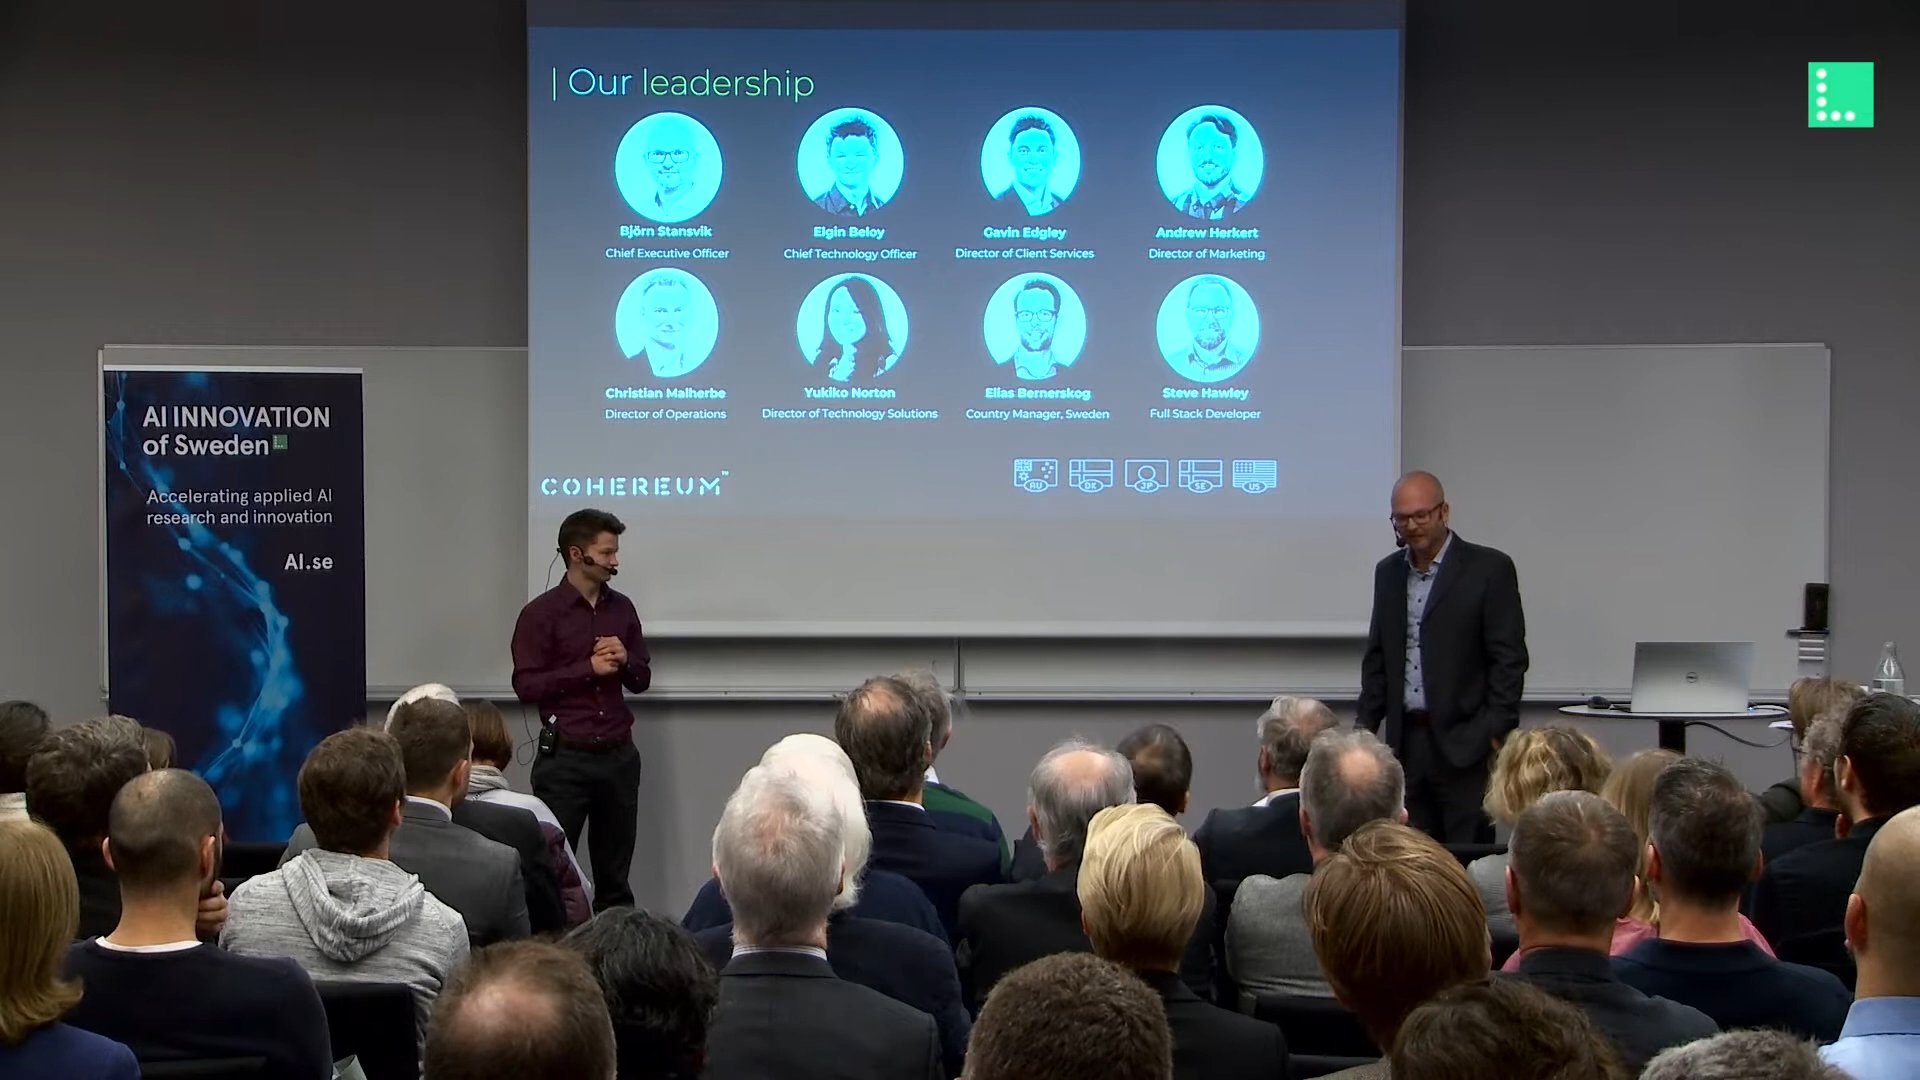 | Our leadership
Björn Stansvik
Chief Executive Officer
Elgin Beloy
Chief Technology Officer
Gavin Edgley
Director of Client Services
Andrew Herkert
Director of Marketing
Christian Malherbe
Director of Operations
Yukiko Norton
Director of Technology Solutions
Elias Bernerskog
Country Manager, Sweden
Steve Hawley
Full Stack Developer
COHEREUM™
AU
DK
JP
SE
US
AI INNOVATION
of Sweden
Accelerating applied AI
research and innovation
AI.se
DELL